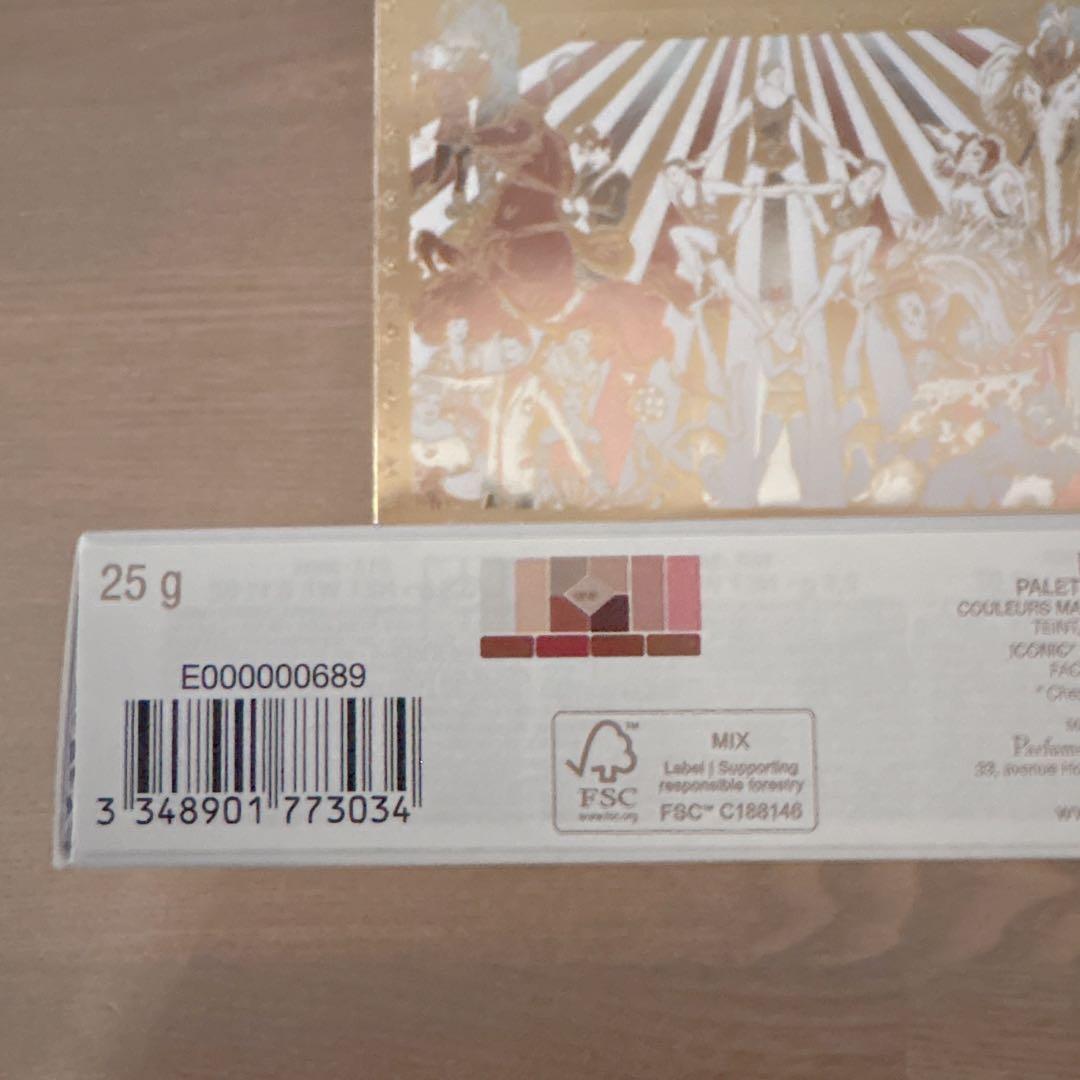 25 g
E000000689
3 348901 773034
MIX
Label | Supporting
responsible forestry
FSC™ C188146
FSC
www.fsc.org
PALET
COULEURS MA
TEINT,
ICONIC
FAC
* Che
Parfums
33, avenue Ho